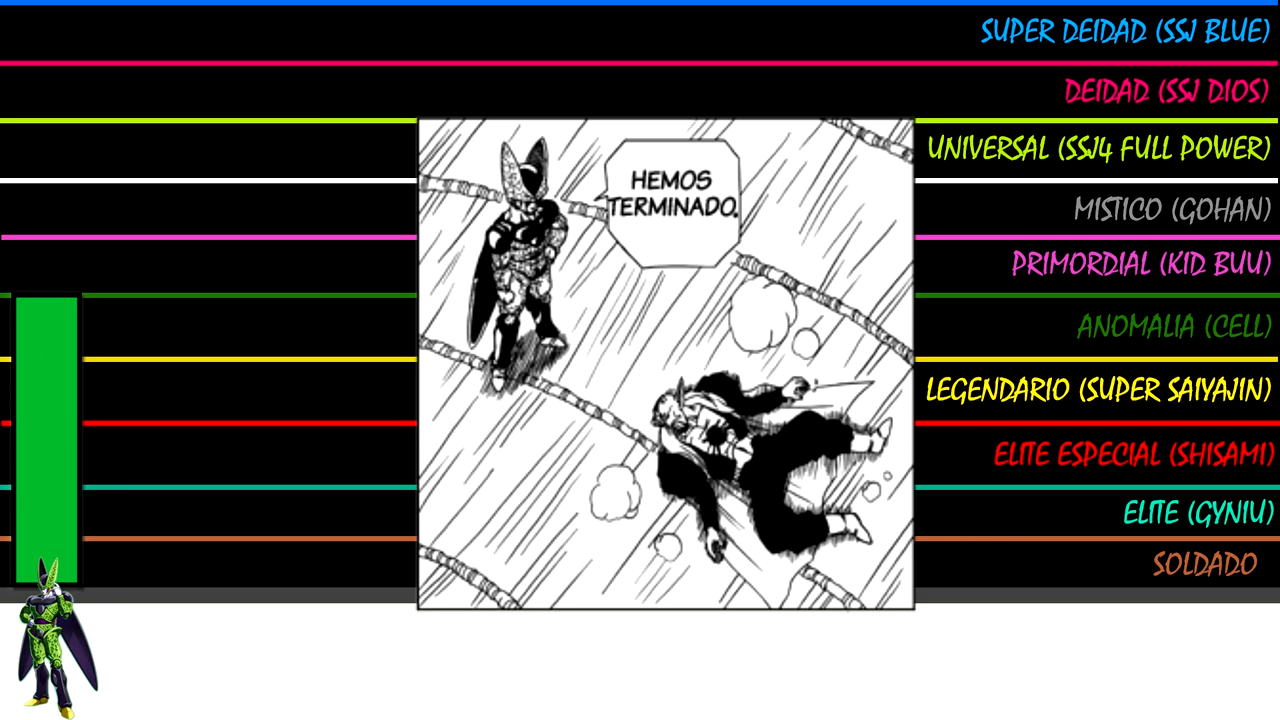 SUPER DEIDAD (SSJ BLUE)
DEIDAD (SSJ DIOS)
UNIVERSAL (SSJ4 FULL POWER)
HEMOS
TERMINADO.
MISTICO (GOHAN)
PRIMORDIAL (KID BUU)
ANOMALIA (CELL)
LEGENDARIO (SUPER SAIYAJIN)
ELITE ESPECIAL (SHISAMI)
ELITE (GYNIU)
SOLDADO